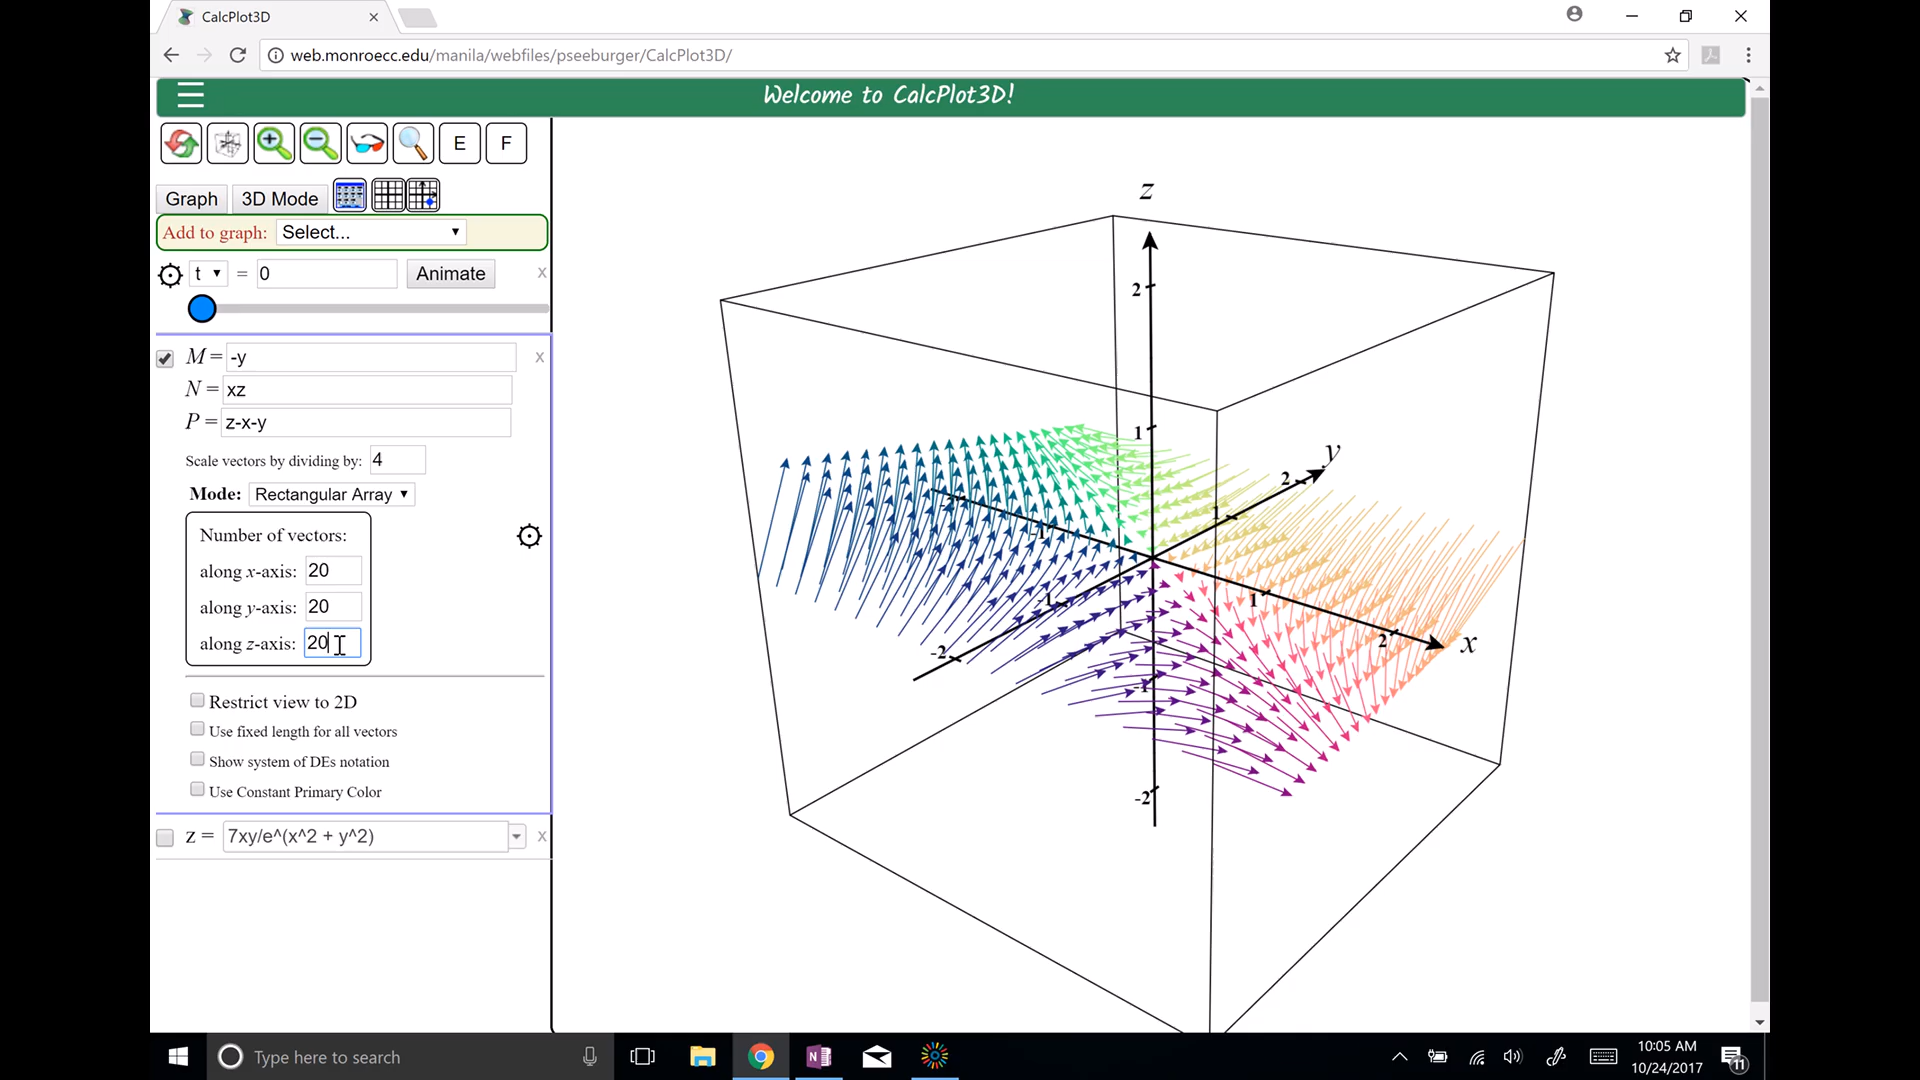 CalcPlot3D
web.monroecc.edu/manila/webfiles/pseeburger/CalcPlot3D/
Welcome to CalcPlot3D!
E F
Graph 3D Mode
Add to graph: Select...
t = 0 Animate x
M = -y x
N = xz
P = z-x-y
Scale vectors by dividing by: 4
Mode: Rectangular Array
Number of vectors:
along x-axis: 20
along y-axis: 20
along z-axis: 20
Restrict view to 2D
Use fixed length for all vectors
Show system of DEs notation
Use Constant Primary Color
z = 7xy/e^(x^2 + y^2) x
z
2
1
y
2
1
-1
-1
1
2
x
-2
-1
-2
Type here to search
10:05 AM
10/24/2017
11